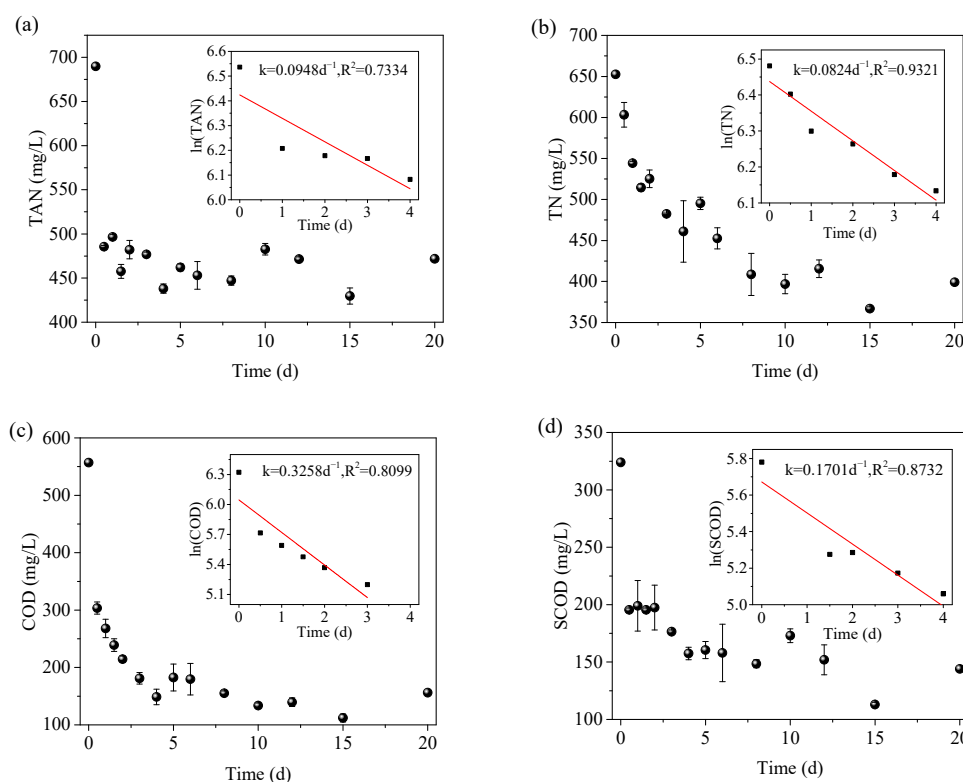 (a)
700
650
600
550
500
450
400
TAN (mg/L)
0 5 10 15 20
Time (d)
6.6
6.5
6.4
6.3
6.2
6.1
6.0
ln(TAN)
k=0.0948d⁻¹,R²=0.7334
0 1 2 3 4
Time (d)
(b)
700
650
600
550
500
450
400
350
TN (mg/L)
0 5 10 15 20
Time (d)
6.5
6.4
6.3
6.2
6.1
ln(TN)
k=0.0824d⁻¹,R²=0.9321
0 1 2 3 4
Time (d)
(c)
600
500
400
300
200
100
COD (mg/L)
0 5 10 15 20
Time (d)
6.3
6.0
5.7
5.4
5.1
ln(COD)
k=0.3258d⁻¹,R²=0.8099
0 1 2 3 4
Time (d)
(d)
350
300
250
200
150
100
SCOD (mg/L)
0 5 10 15 20
Time (d)
5.8
5.6
5.4
5.2
5.0
ln(SCOD)
k=0.1701d⁻¹,R²=0.8732
0 1 2 3 4
Time (d)